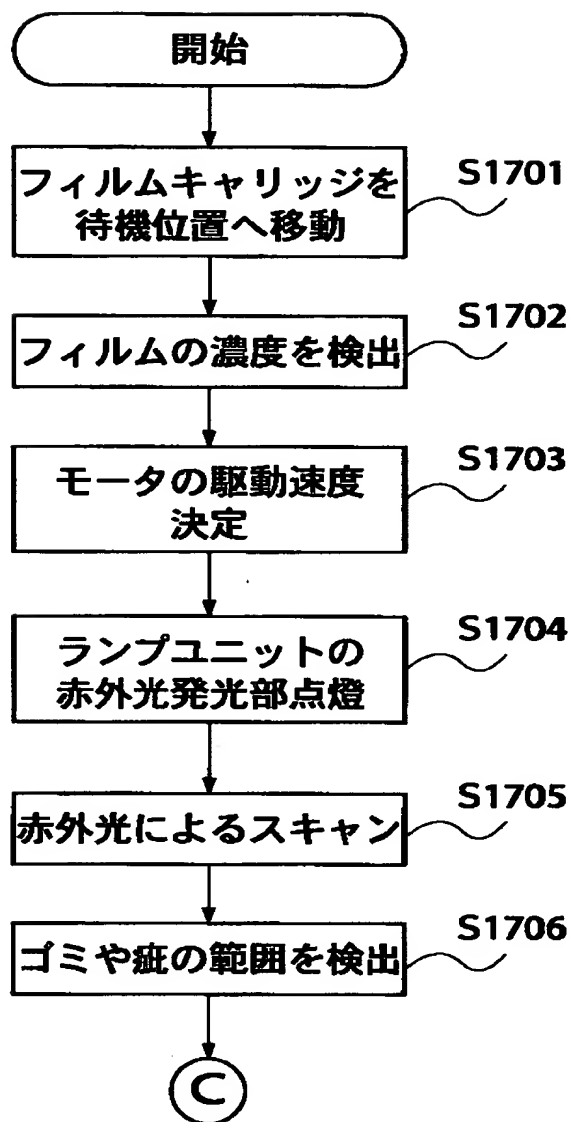 開始
フィルムキャリッジを
待機位置へ移動
S1701
フィルムの濃度を検出
S1702
モータの駆動速度
決定
S1703
ランプユニットの
赤外光発光部点燈
S1704
赤外光によるスキャン
S1705
ゴミや疵の範囲を検出
S1706
C